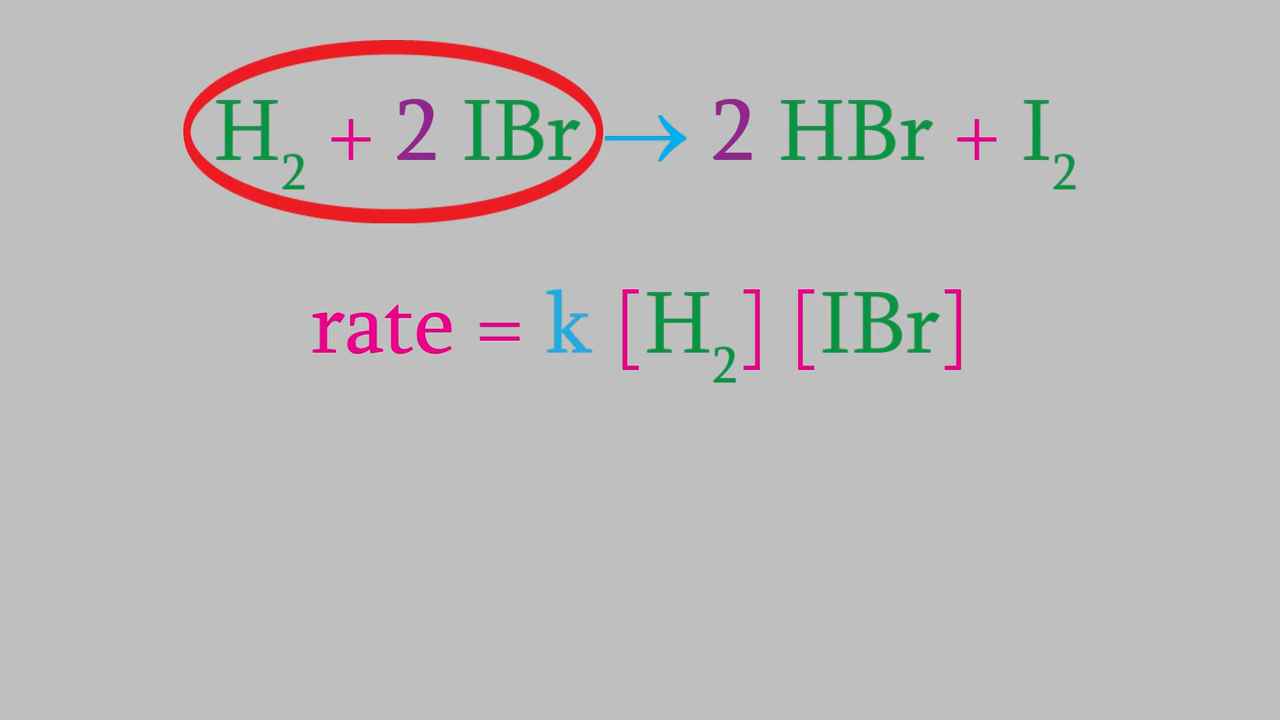 H₂ + 2 IBr → 2 HBr + I₂
rate = k [H₂] [IBr]